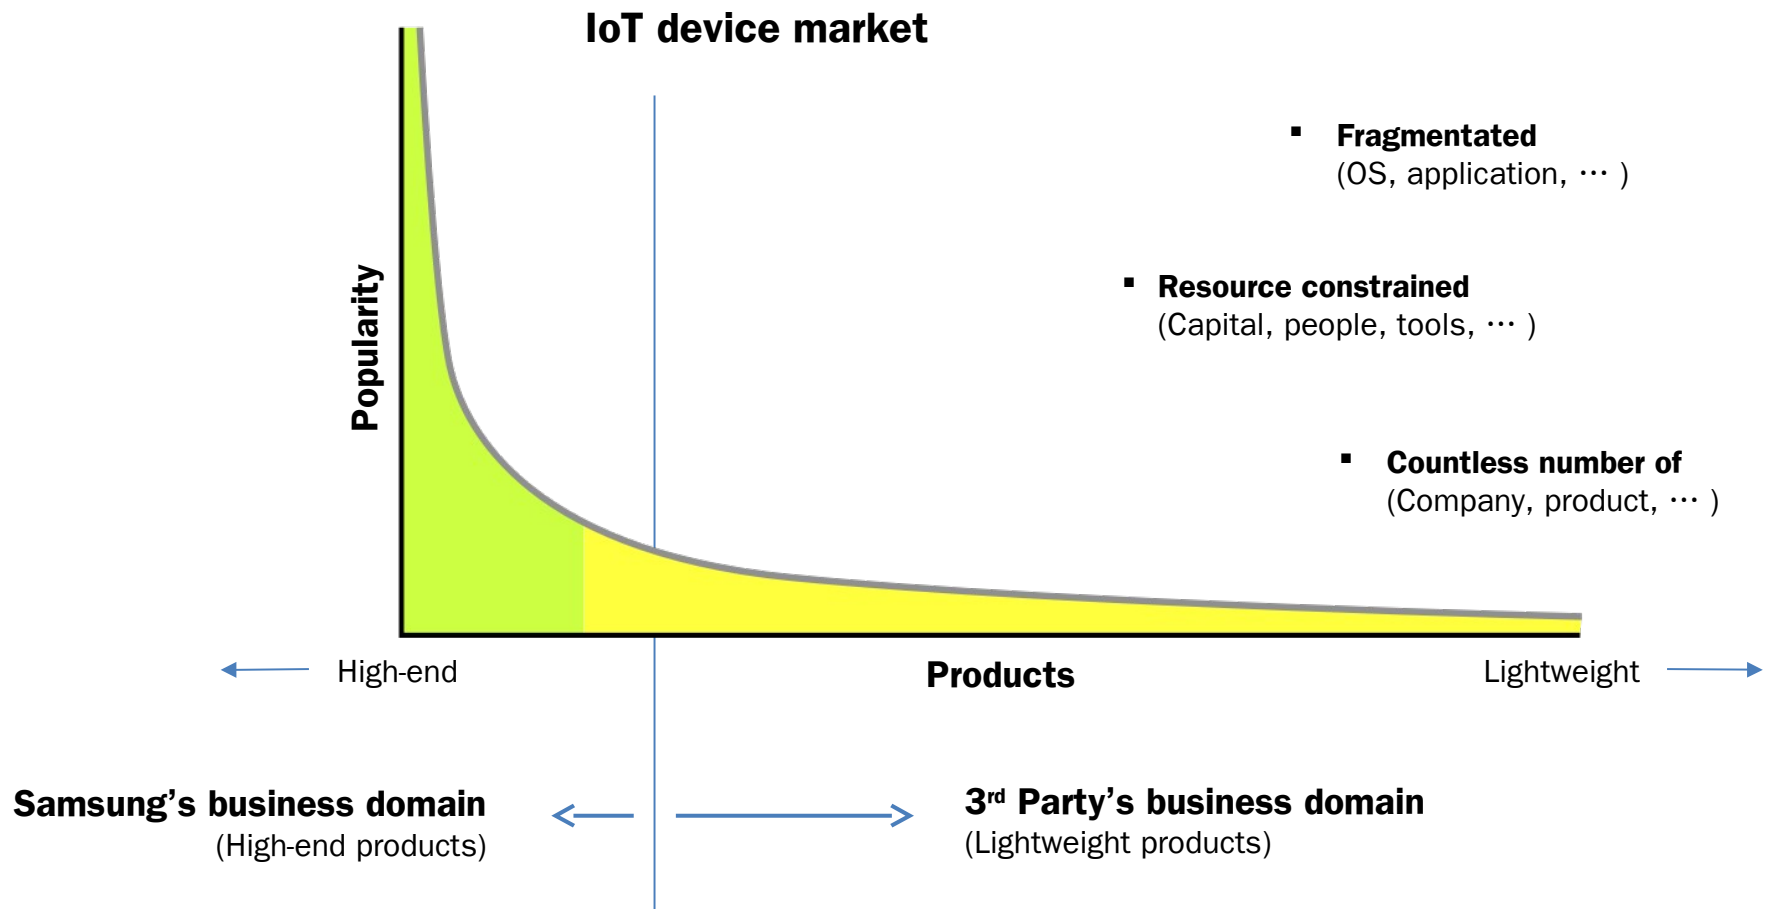 IoT device market
▪ Fragmentated
(OS, application, ··· )
▪ Resource constrained
(Capital, people, tools, ··· )
▪ Countless number of
(Company, product, ··· )
Popularity
High-end
Products
Lightweight
Samsung’s business domain
(High-end products)
3rd Party’s business domain
(Lightweight products)